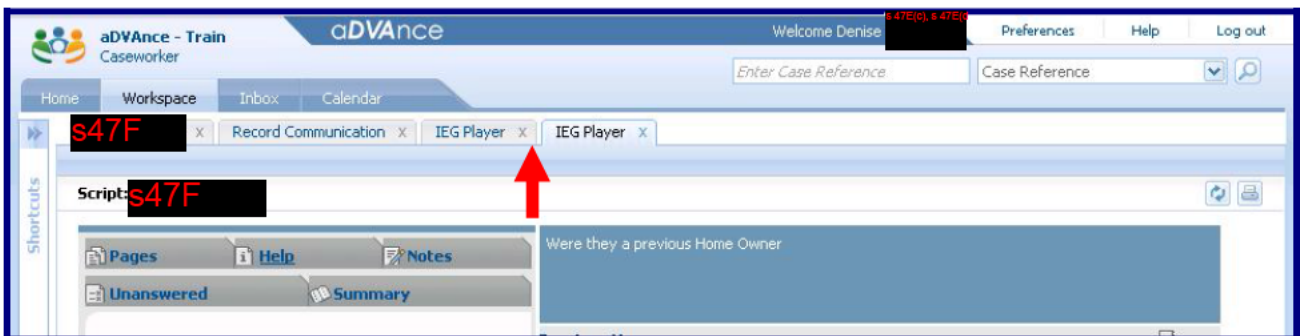 aDVAnce - Train
Caseworker
aDVAnce
Welcome Denise
s 47E(c), s 47E(d
Preferences
Help
Log out
Enter Case Reference
Case Reference
Home
Workspace
Inbox
Calendar
s47F
X
Record Communication X
IEG Player X
IEG Player X
Shortcuts
Script:
s47F
Pages
Help
Notes
Unanswered
Summary
Were they a previous Home Owner